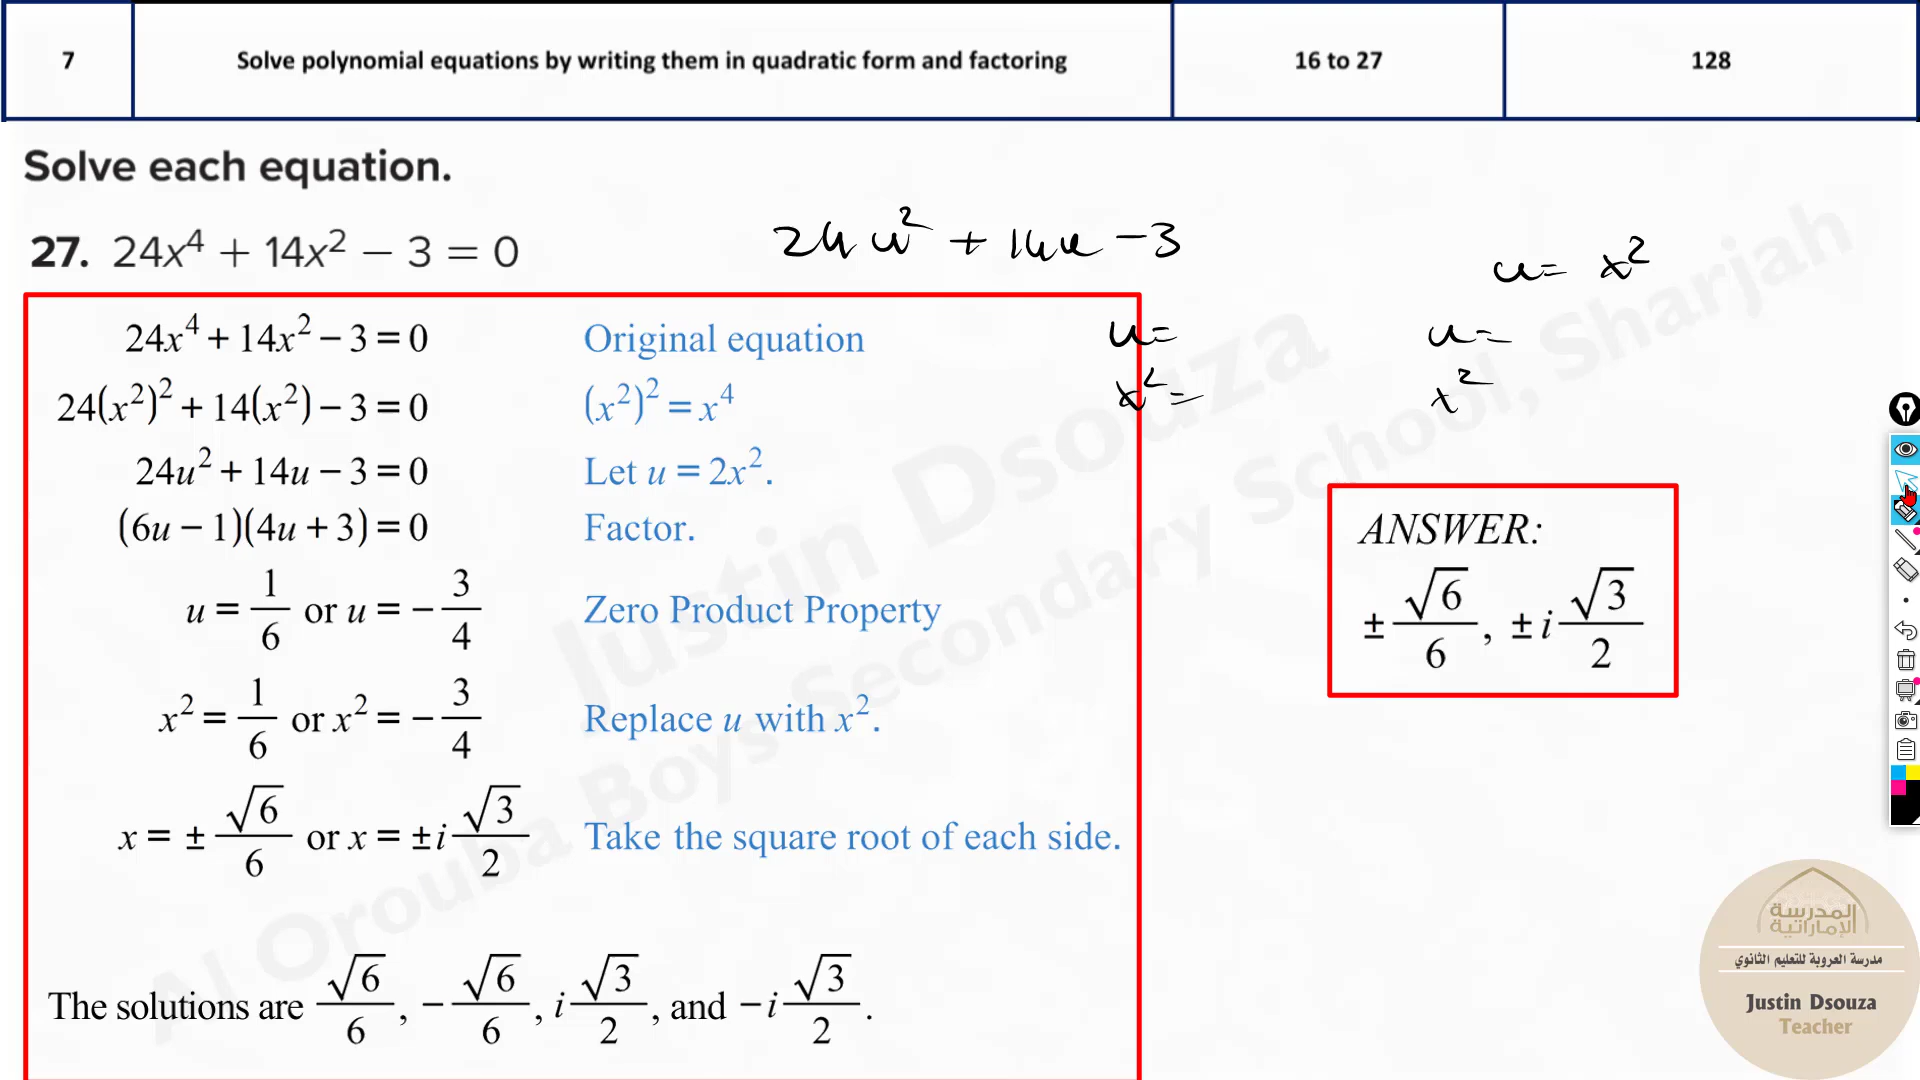 7 Solve polynomial equations by writing them in quadratic form and factoring 16 to 27 128
Solve each equation.
27. 24x⁴ + 14x² − 3 = 0
24u² + 14u − 3
u = x²
u = u =
x² = x²
24x⁴ + 14x² − 3 = 0 Original equation
24(x²)² + 14(x²) − 3 = 0 (x²)² = x⁴
24u² + 14u − 3 = 0 Let u = 2x².
(6u − 1)(4u + 3) = 0 Factor.
u = 1/6 or u = −3/4 Zero Product Property
x² = 1/6 or x² = −3/4 Replace u with x².
x = ± √6/6 or x = ±i √3/2 Take the square root of each side.
The solutions are √6/6, −√6/6, i √3/2, and −i √3/2.
ANSWER:
± √6/6, ±i √3/2
Justin Dsouza
Al Orouba Boys Secondary School, Sharjah
المدرسة
الإماراتية
مدرسة العروبة للتعليم الثانوي
Justin Dsouza
Teacher